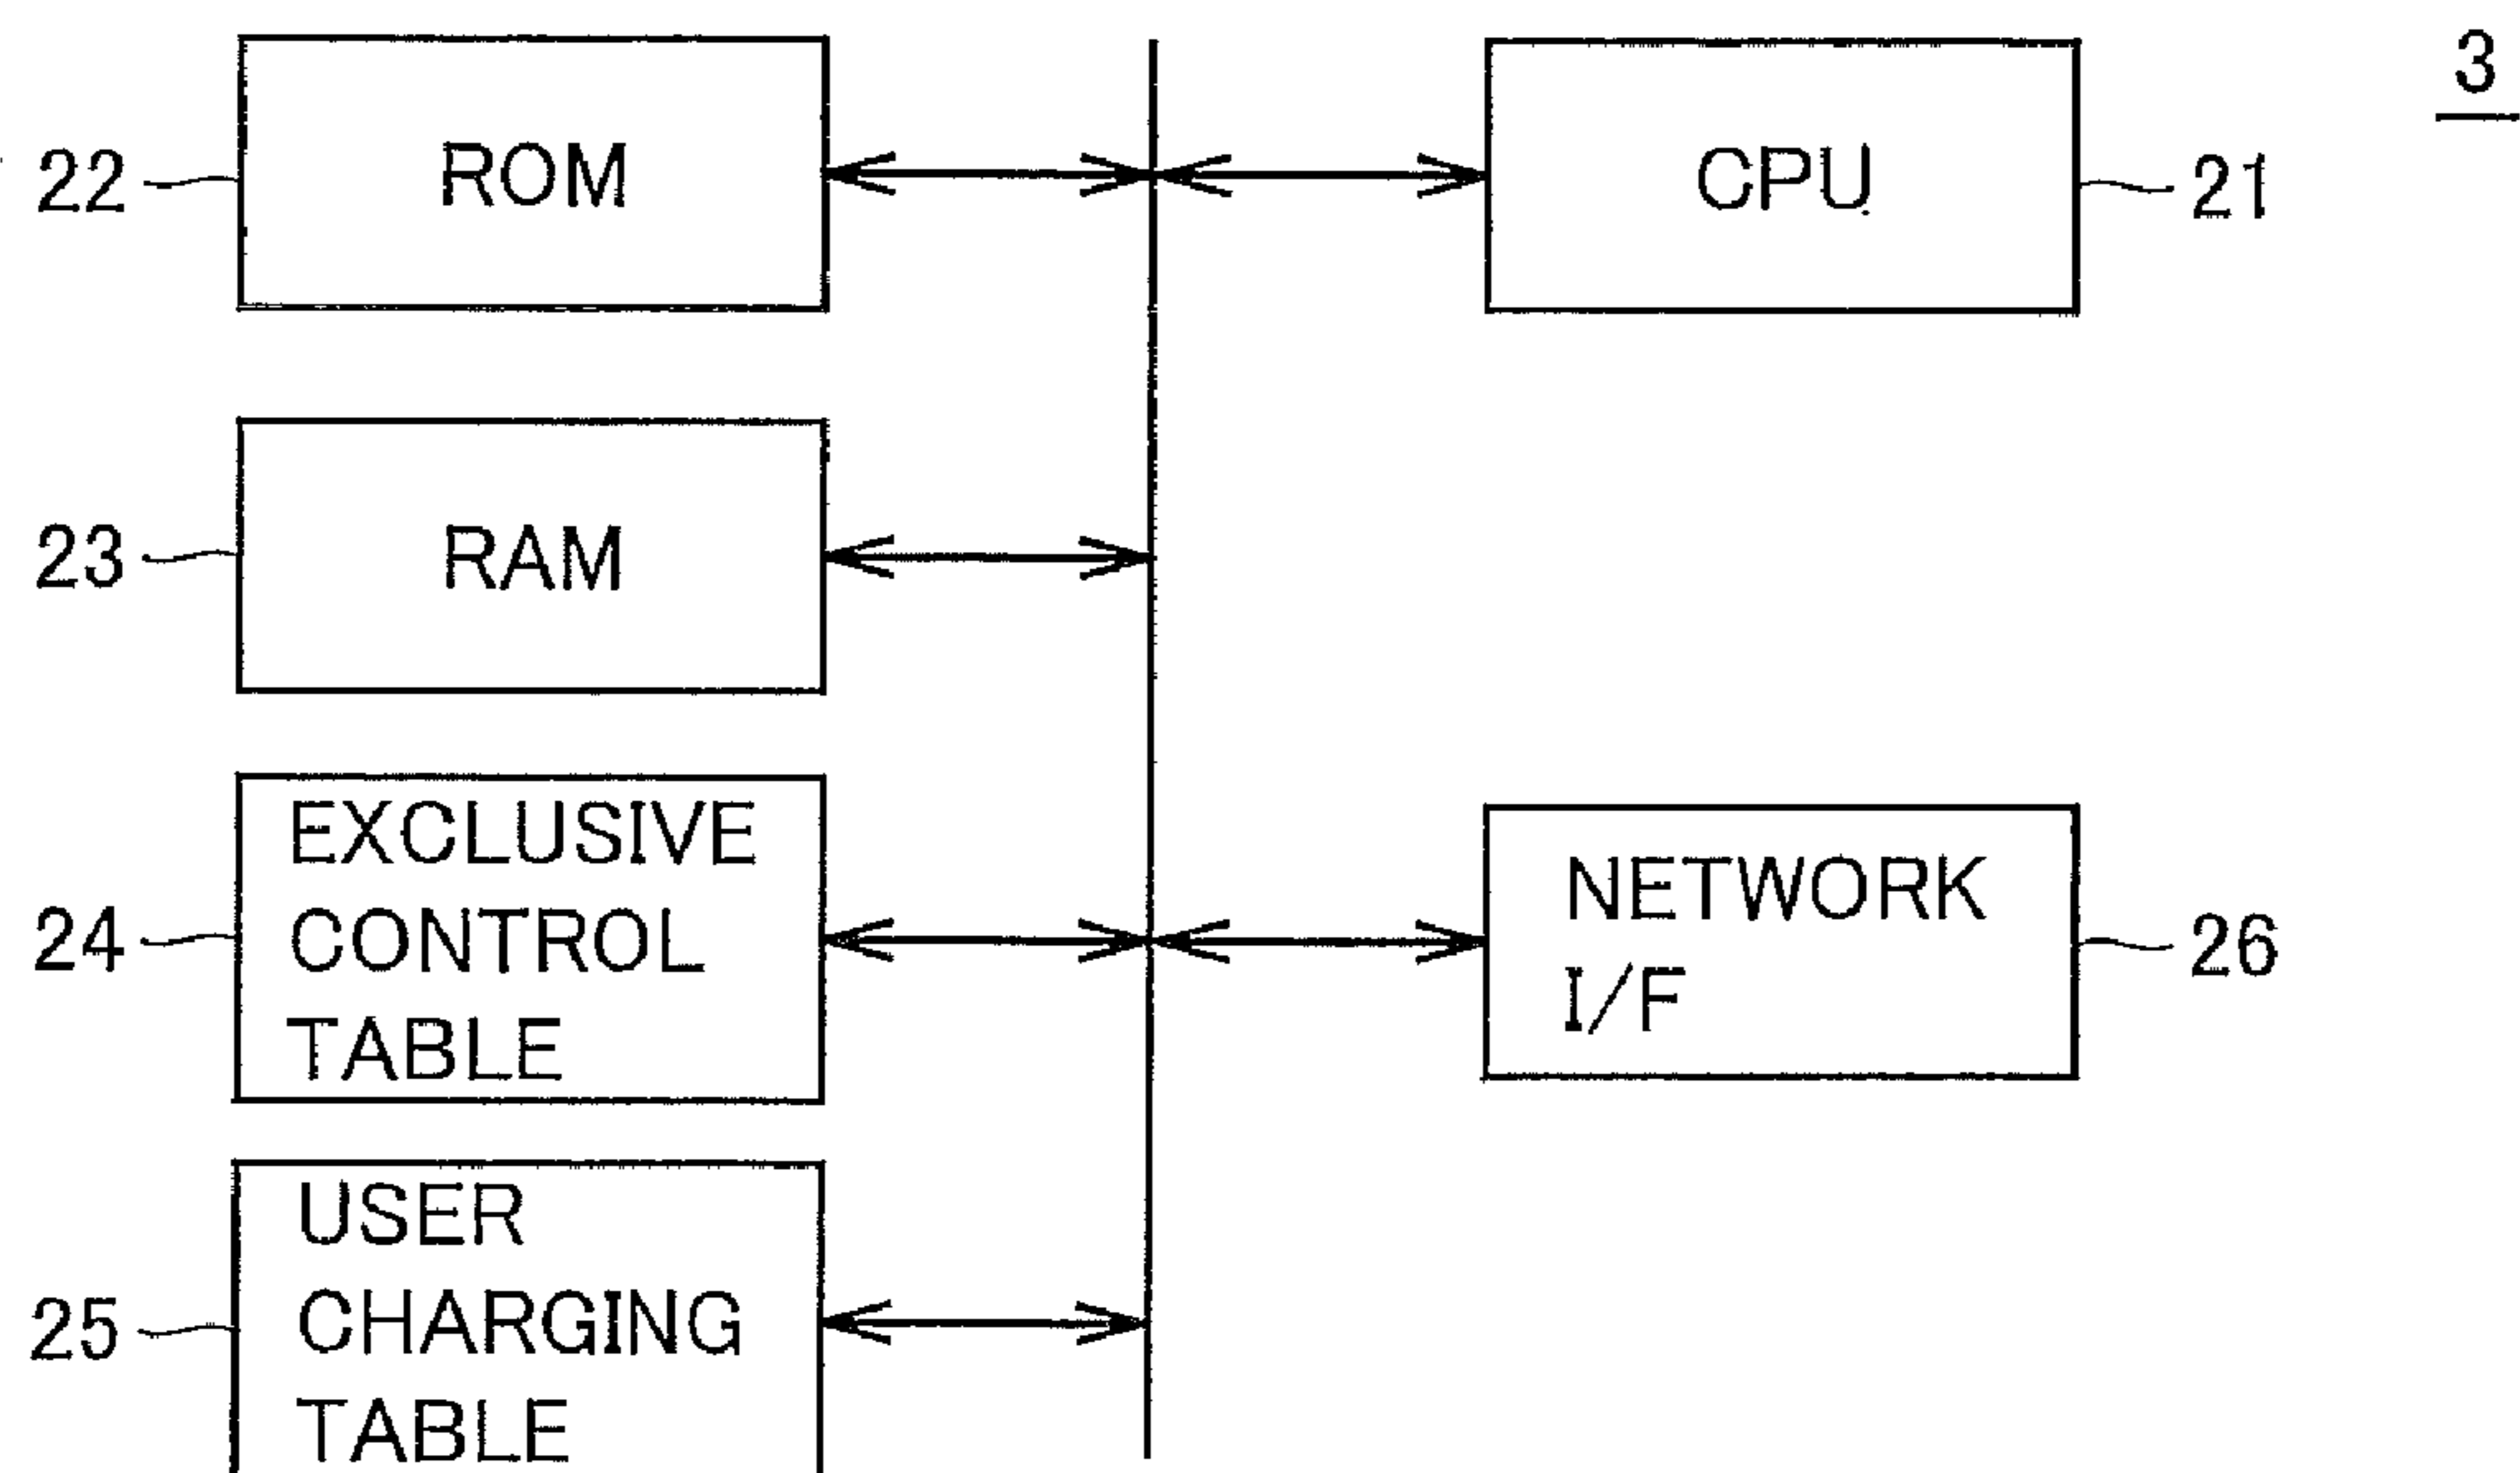 3
22
ROM
CPU
21
23
RAM
24
EXCLUSIVE
CONTROL
TABLE
NETWORK
I/F
26
25
USER
CHARGING
TABLE